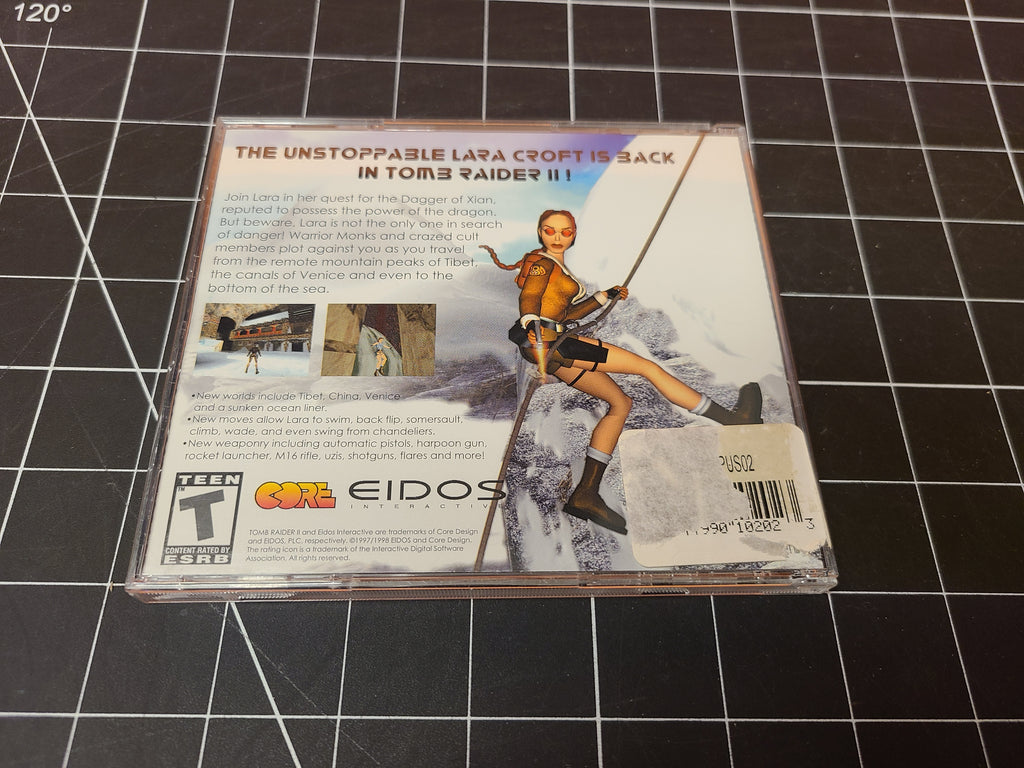 120°
THE UNSTOPPABLE LARA CROFT IS BACK
IN TOMB RAIDER II !
Join Lara in her quest for the Dagger of Xian,
reputed to possess the power of the dragon.
But beware, Lara is not the only one in search
of danger! Warrior Monks and crazed cult
members plot against you as you travel
from the remote mountain peaks of Tibet,
the canals of Venice and even to the
bottom of the sea.
•New worlds include Tibet, China, Venice
and a sunken ocean liner.
•New moves allow Lara to swim, back flip, somersault,
climb, wade, and even swing from chandeliers.
•New weaponry including automatic pistols, harpoon gun,
rocket launcher, M16 rifle, uzis, shotguns, flares and more!
TEEN
T
TM
CONTENT RATED BY
ESRB
CORE
EIDOS
INTERACTIVE
TOMB RAIDER II and Eidos Interactive are trademarks of Core Design
and EIDOS, PLC, respectively. ©1997/1998 EIDOS and Core Design.
The rating icon is a trademark of the Interactive Digital Software
Association. All rights reserved.
PUS02
90"10202 3